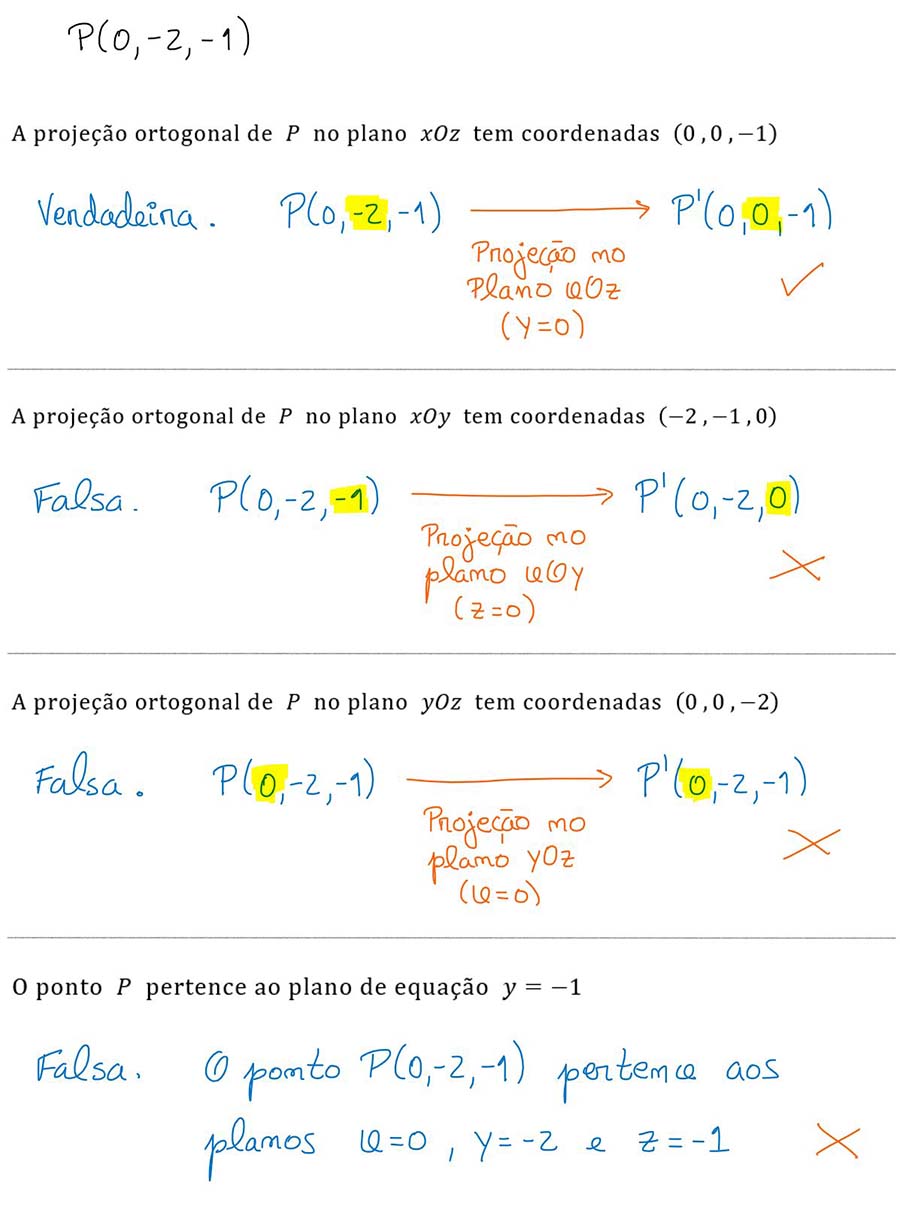 P(0,-2,-1)
A projeção ortogonal de P no plano xOz tem coordenadas (0,0,−1)
Verdadeira. P(0,-2,-1) → P'(0,0,-1)
Projeção no
Plano xOz
(y=0) ✓
A projeção ortogonal de P no plano xOy tem coordenadas (−2,−1,0)
Falsa. P(0,-2,-1) → P'(0,-2,0)
Projeção no
plano xOy
(z=0) ✗
A projeção ortogonal de P no plano yOz tem coordenadas (0,0,−2)
Falsa. P(0,-2,-1) → P'(0,-2,-1)
Projeção no
plano yOz
(x=0) ✗
O ponto P pertence ao plano de equação y = −1
Falsa. O ponto P(0,-2,-1) pertence aos
planos x=0, y=-2 e z=-1 ✗